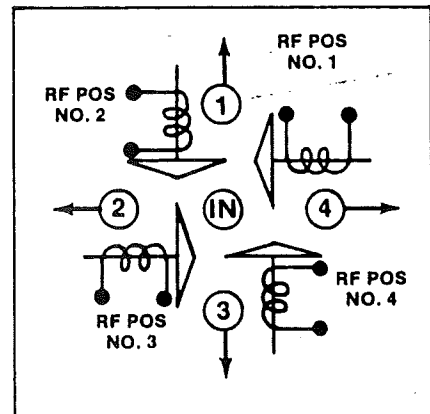 RF POS
NO. 1
RF POS
NO. 2
1
2
IN
4
RF POS
NO. 3
3
RF POS
NO. 4